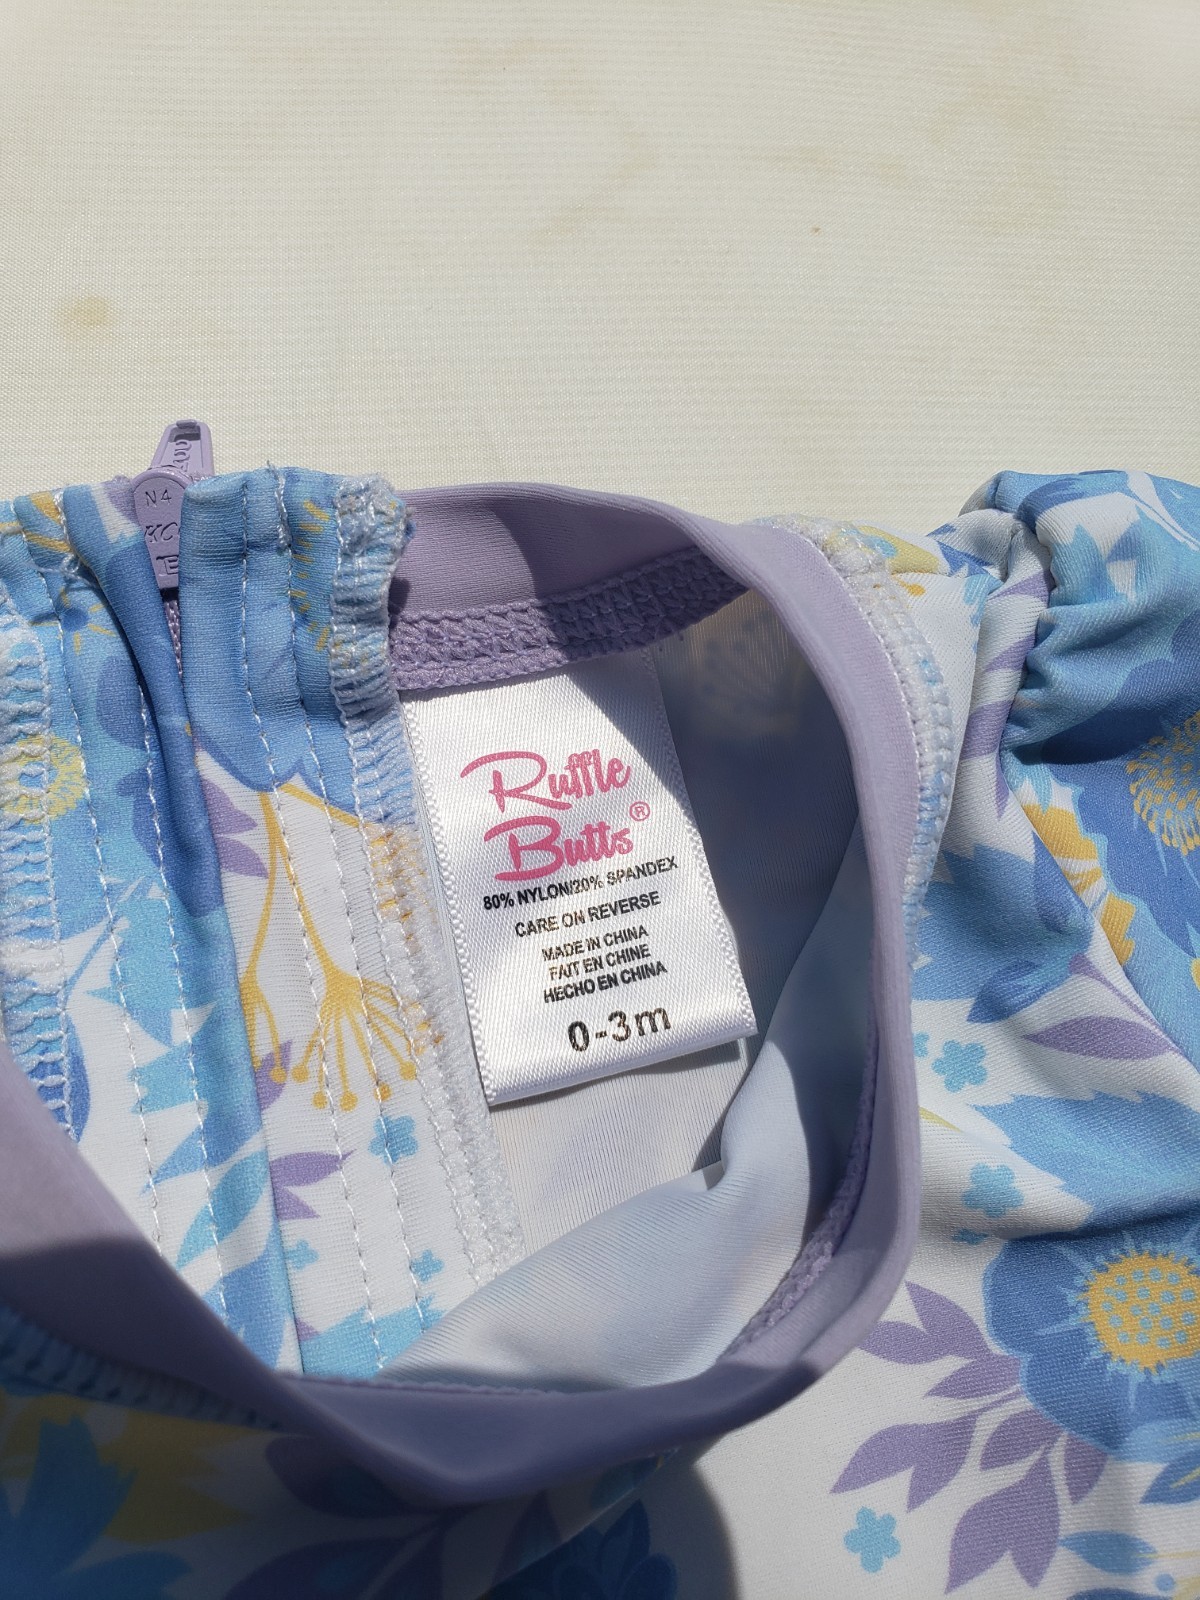 N4
Ruffle
Butts®
80% NYLON/20% SPANDEX
CARE ON REVERSE
MADE IN CHINA
FAIT EN CHINE
HECHO EN CHINA
0-3m